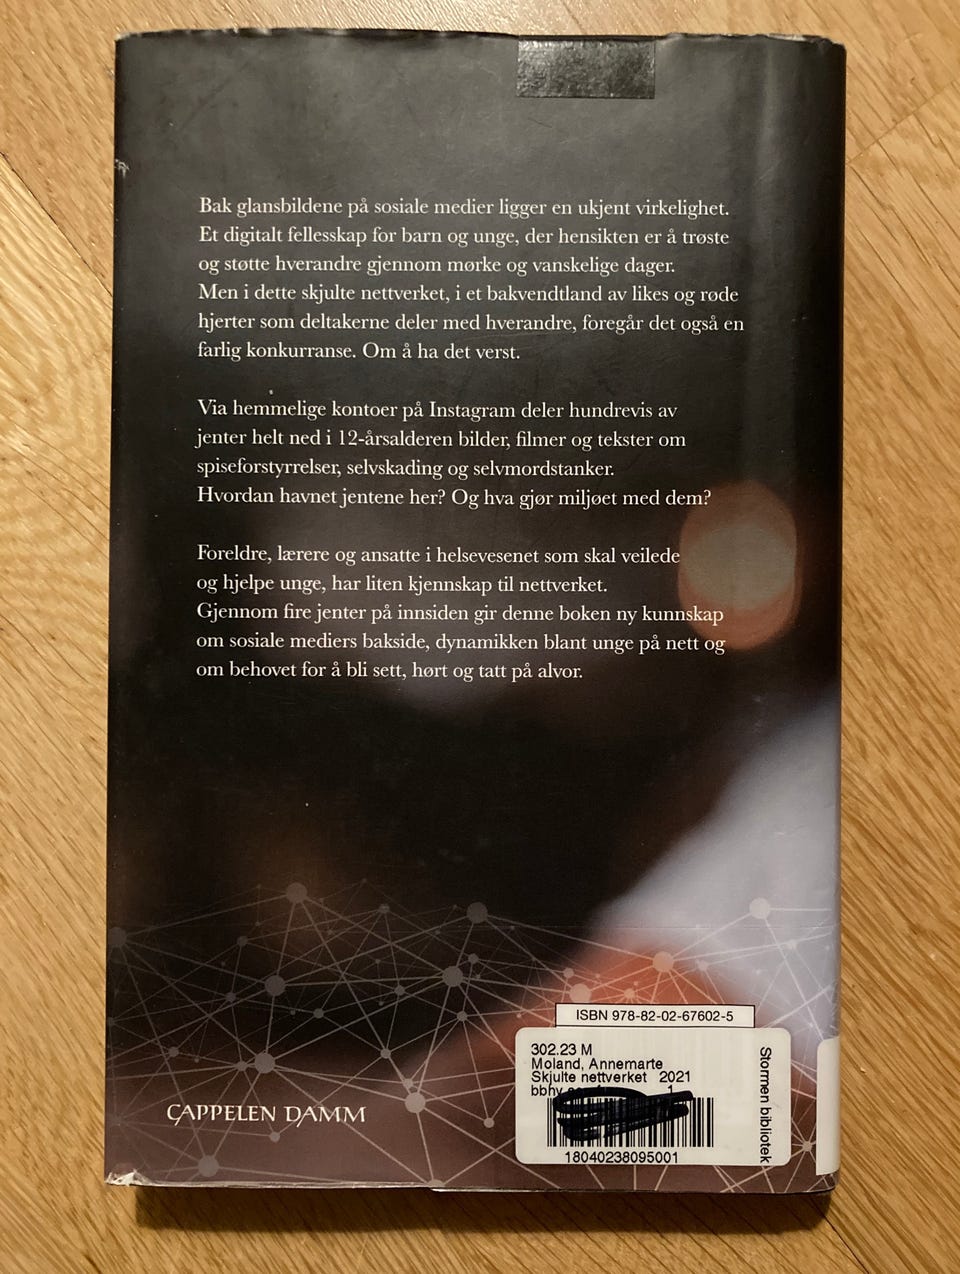 Bak glansbildene på sosiale medier ligger en ukjent virkelighet.
Et digitalt fellesskap for barn og unge, der hensikten er å trøste
og støtte hverandre gjennom mørke og vanskelige dager.
Men i dette skjulte nettverket, i et bakvendtland av likes og røde
hjerter som deltakerne deler med hverandre, foregår det også en
farlig konkurranse. Om å ha det verst.
Via hemmelige kontoer på Instagram deler hundrevis av
jenter helt ned i 12-årsalderen bilder, filmer og tekster om
spiseforstyrrelser, selvskading og selvmordstanker.
Hvordan havnet jentene her? Og hva gjør miljøet med dem?
Foreldre, lærere og ansatte i helsevesenet som skal veilede
og hjelpe unge, har liten kjennskap til nettverket.
Gjennom fire jenter på innsiden gir denne boken ny kunnskap
om sosiale mediers bakside, dynamikken blant unge på nett og
om behovet for å bli sett, hørt og tatt på alvor.
ISBN 978-82-02-67602-5
302.23 M
Moland, Annemarte
Skjulte nettverket 2021
bbhv 1
18040238095001
Stormen bibliotek
CAPPELEN DAMM